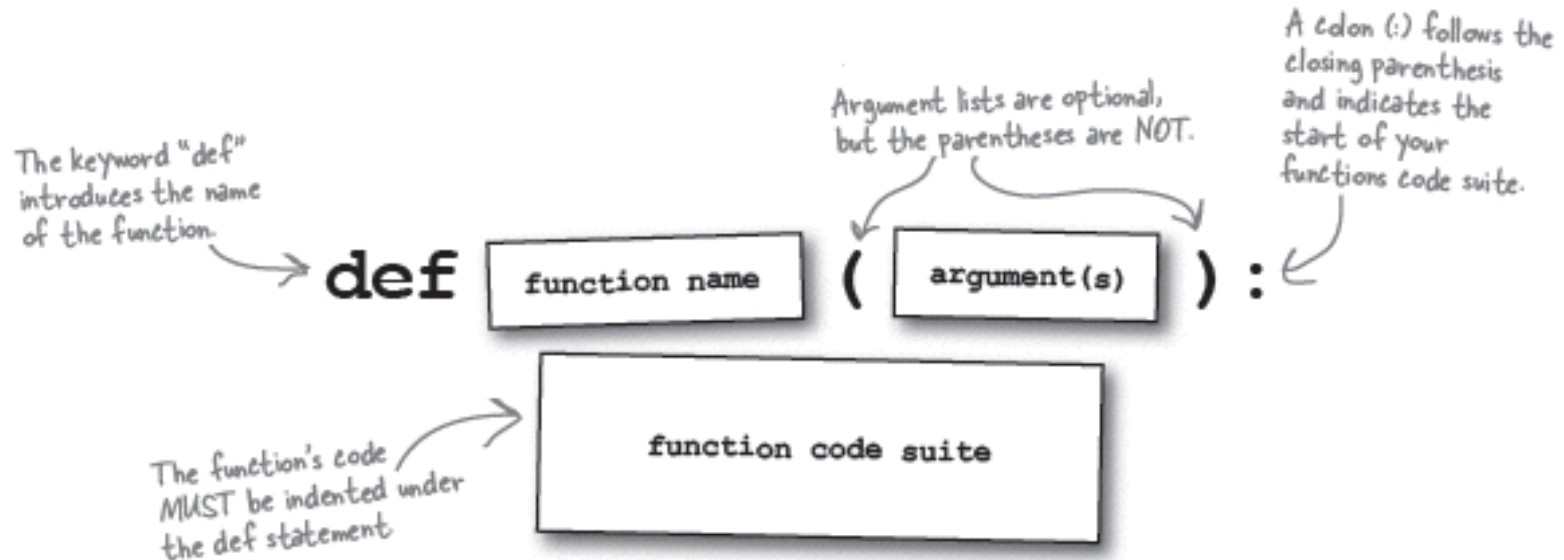 A colon (:) follows the
closing parenthesis
and indicates the
start of your
functions code suite.
Argument lists are optional,
but the parentheses are NOT.
The keyword "def"
introduces the name
of the function.
def function name ( argument(s) ) :
function code suite
The function's code
MUST be indented under
the def statement